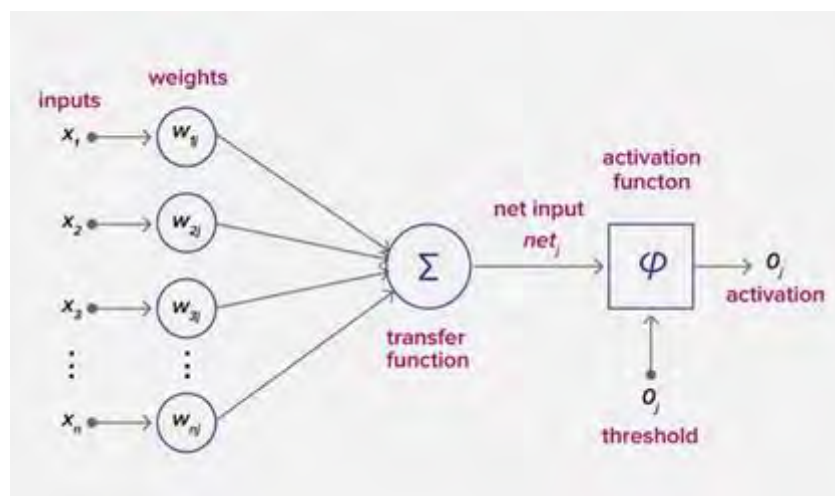 weights
inputs
x₁
w₁ⱼ
activation
functon
net input
netⱼ
x₂
w₂ⱼ
Σ
φ
oⱼ
activation
x₃
w₃ⱼ
transfer
function
⋮
⋮
xₙ
wₙⱼ
oⱼ
threshold